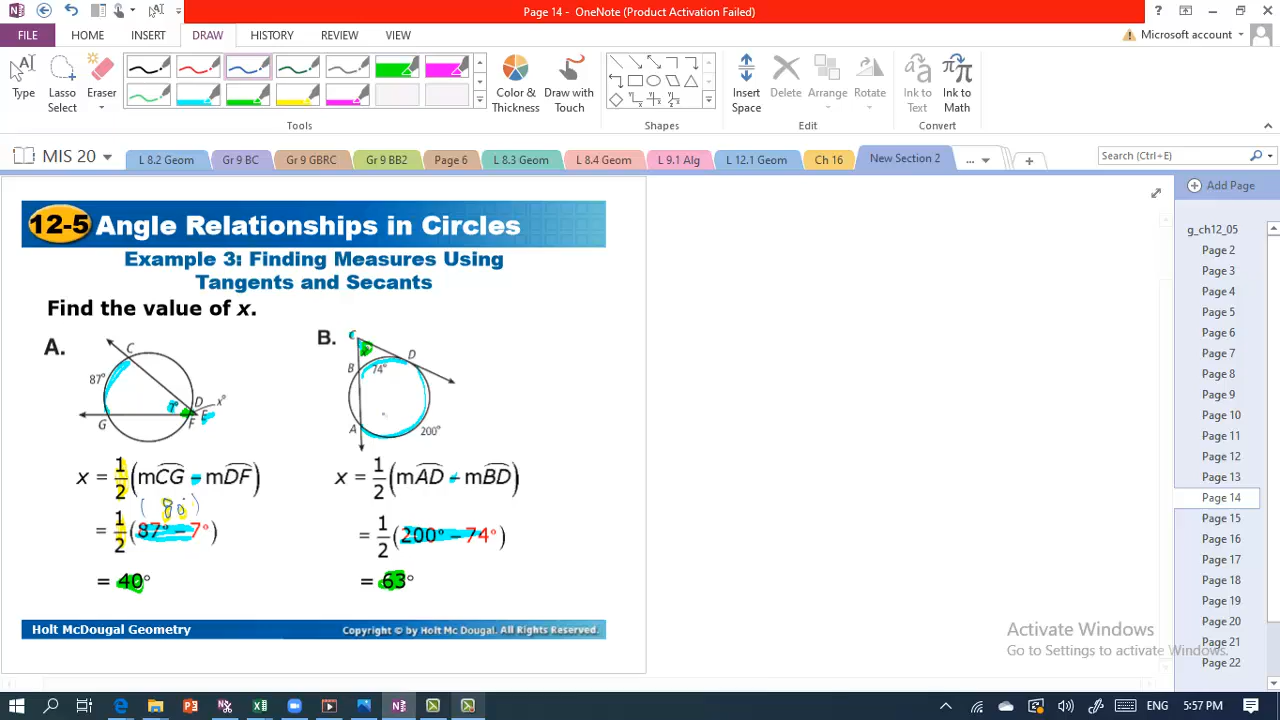 Page 14 - OneNote (Product Activation Failed)
FILE HOME INSERT DRAW HISTORY REVIEW VIEW
Microsoft account
Type Lasso Select Eraser
Color & Thickness Draw with Touch
Insert Space Delete Arrange Rotate
Ink to Text Ink to Math
Tools Shapes Edit Convert
MIS 20 L 8.2 Geom Gr 9 BC Gr 9 GBRC Gr 9 BB2 Page 6 L 8.3 Geom L 8.4 Geom L 9.1 Alg L 12.1 Geom Ch 16 New Section 2 ...
Search (Ctrl+E)
Add Page
g_ch12_05
Page 2
Page 3
Page 4
Page 5
Page 6
Page 7
Page 8
Page 9
Page 10
Page 11
Page 12
Page 13
Page 14
Page 15
Page 16
Page 17
Page 18
Page 19
Page 20
Page 21
Page 22
12-5 Angle Relationships in Circles
Example 3: Finding Measures Using
Tangents and Secants
Find the value of x.
A.
C
87°
7°
D
x°
E
F
G
x = 1/2 (mCG - mDF)
( 80 )
= 1/2 (87° - 7°)
= 40°
B.
C
D
B
74°
A
200°
x = 1/2 (mAD - mBD)
= 1/2 (200° - 74°)
= 63°
Holt McDougal Geometry
Copyright © by Holt Mc Dougal. All Rights Reserved.
Activate Windows
Go to Settings to activate Windows.
ENG 5:57 PM